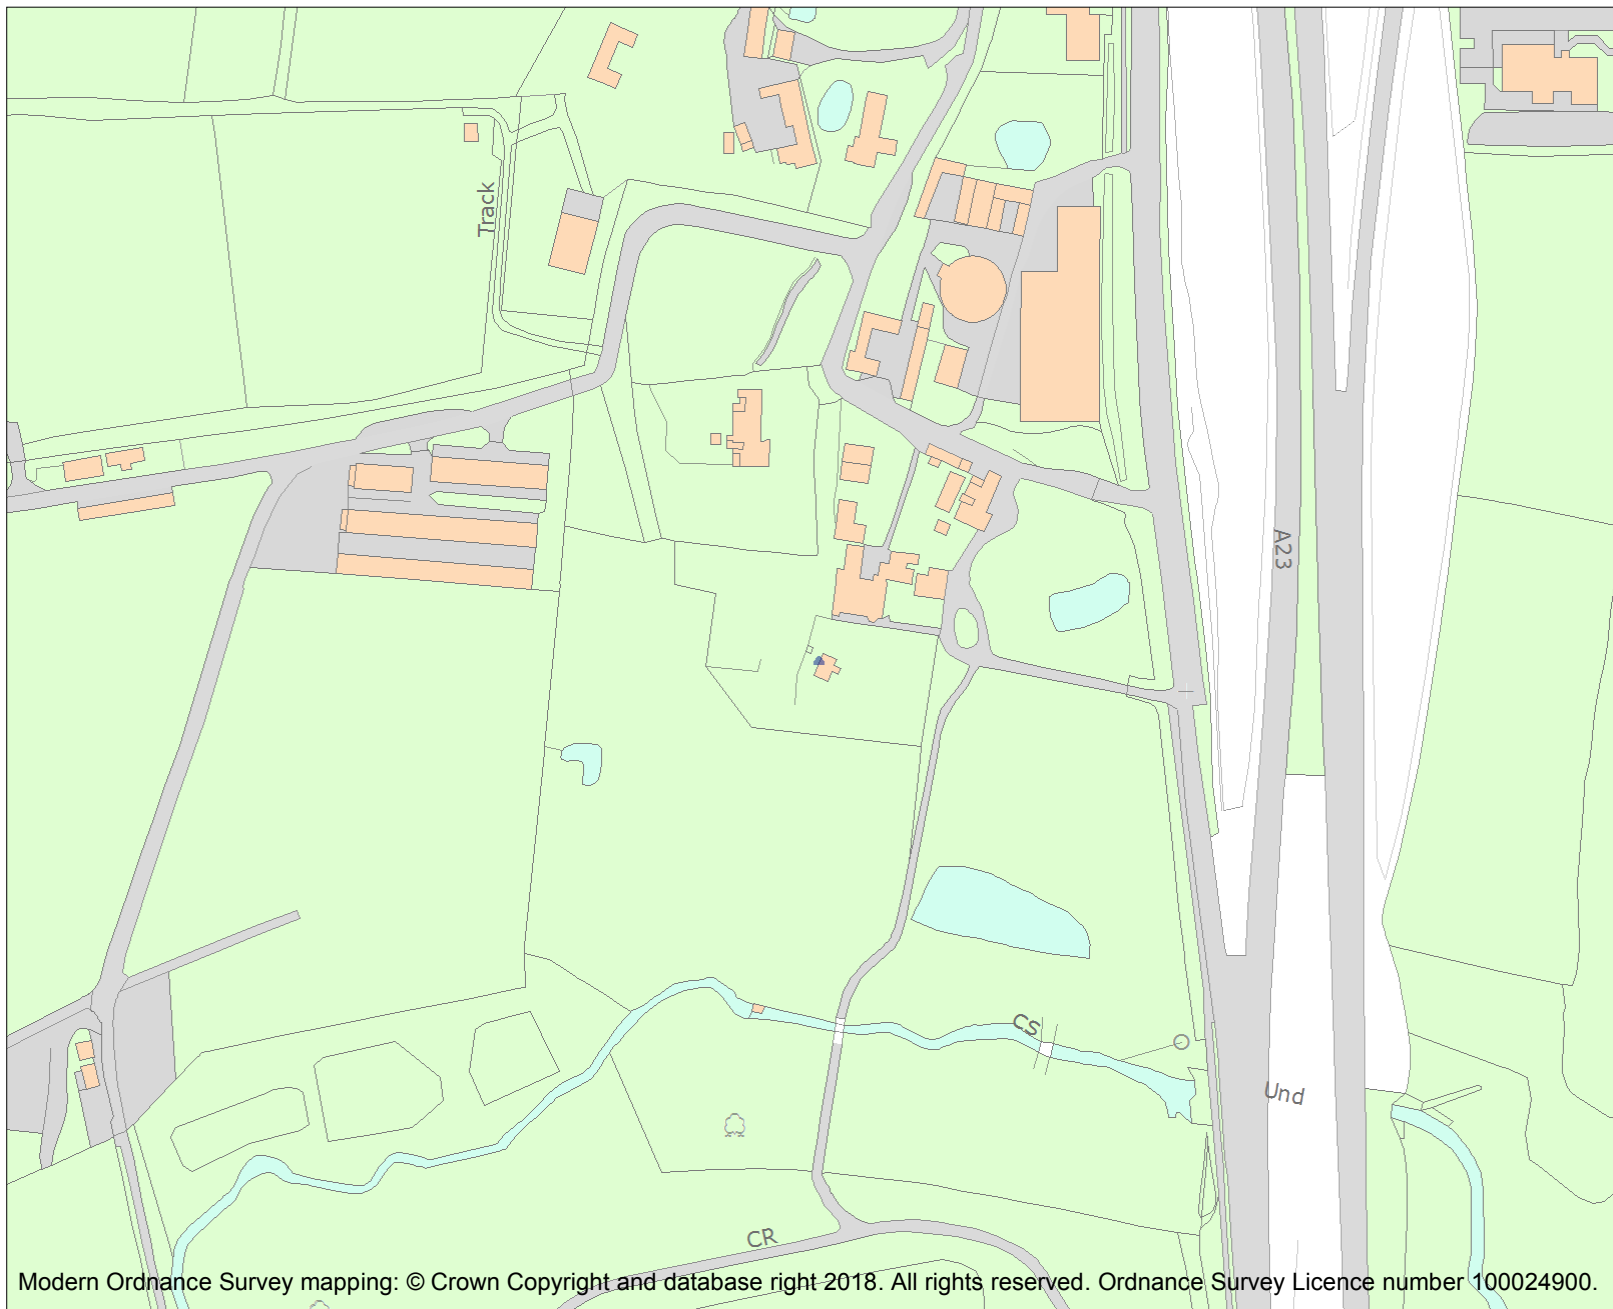 Track
A23
CS
Und
CR
Modern Ordnance Survey mapping: © Crown Copyright and database right 2018. All rights reserved. Ordnance Survey Licence number 100024900.